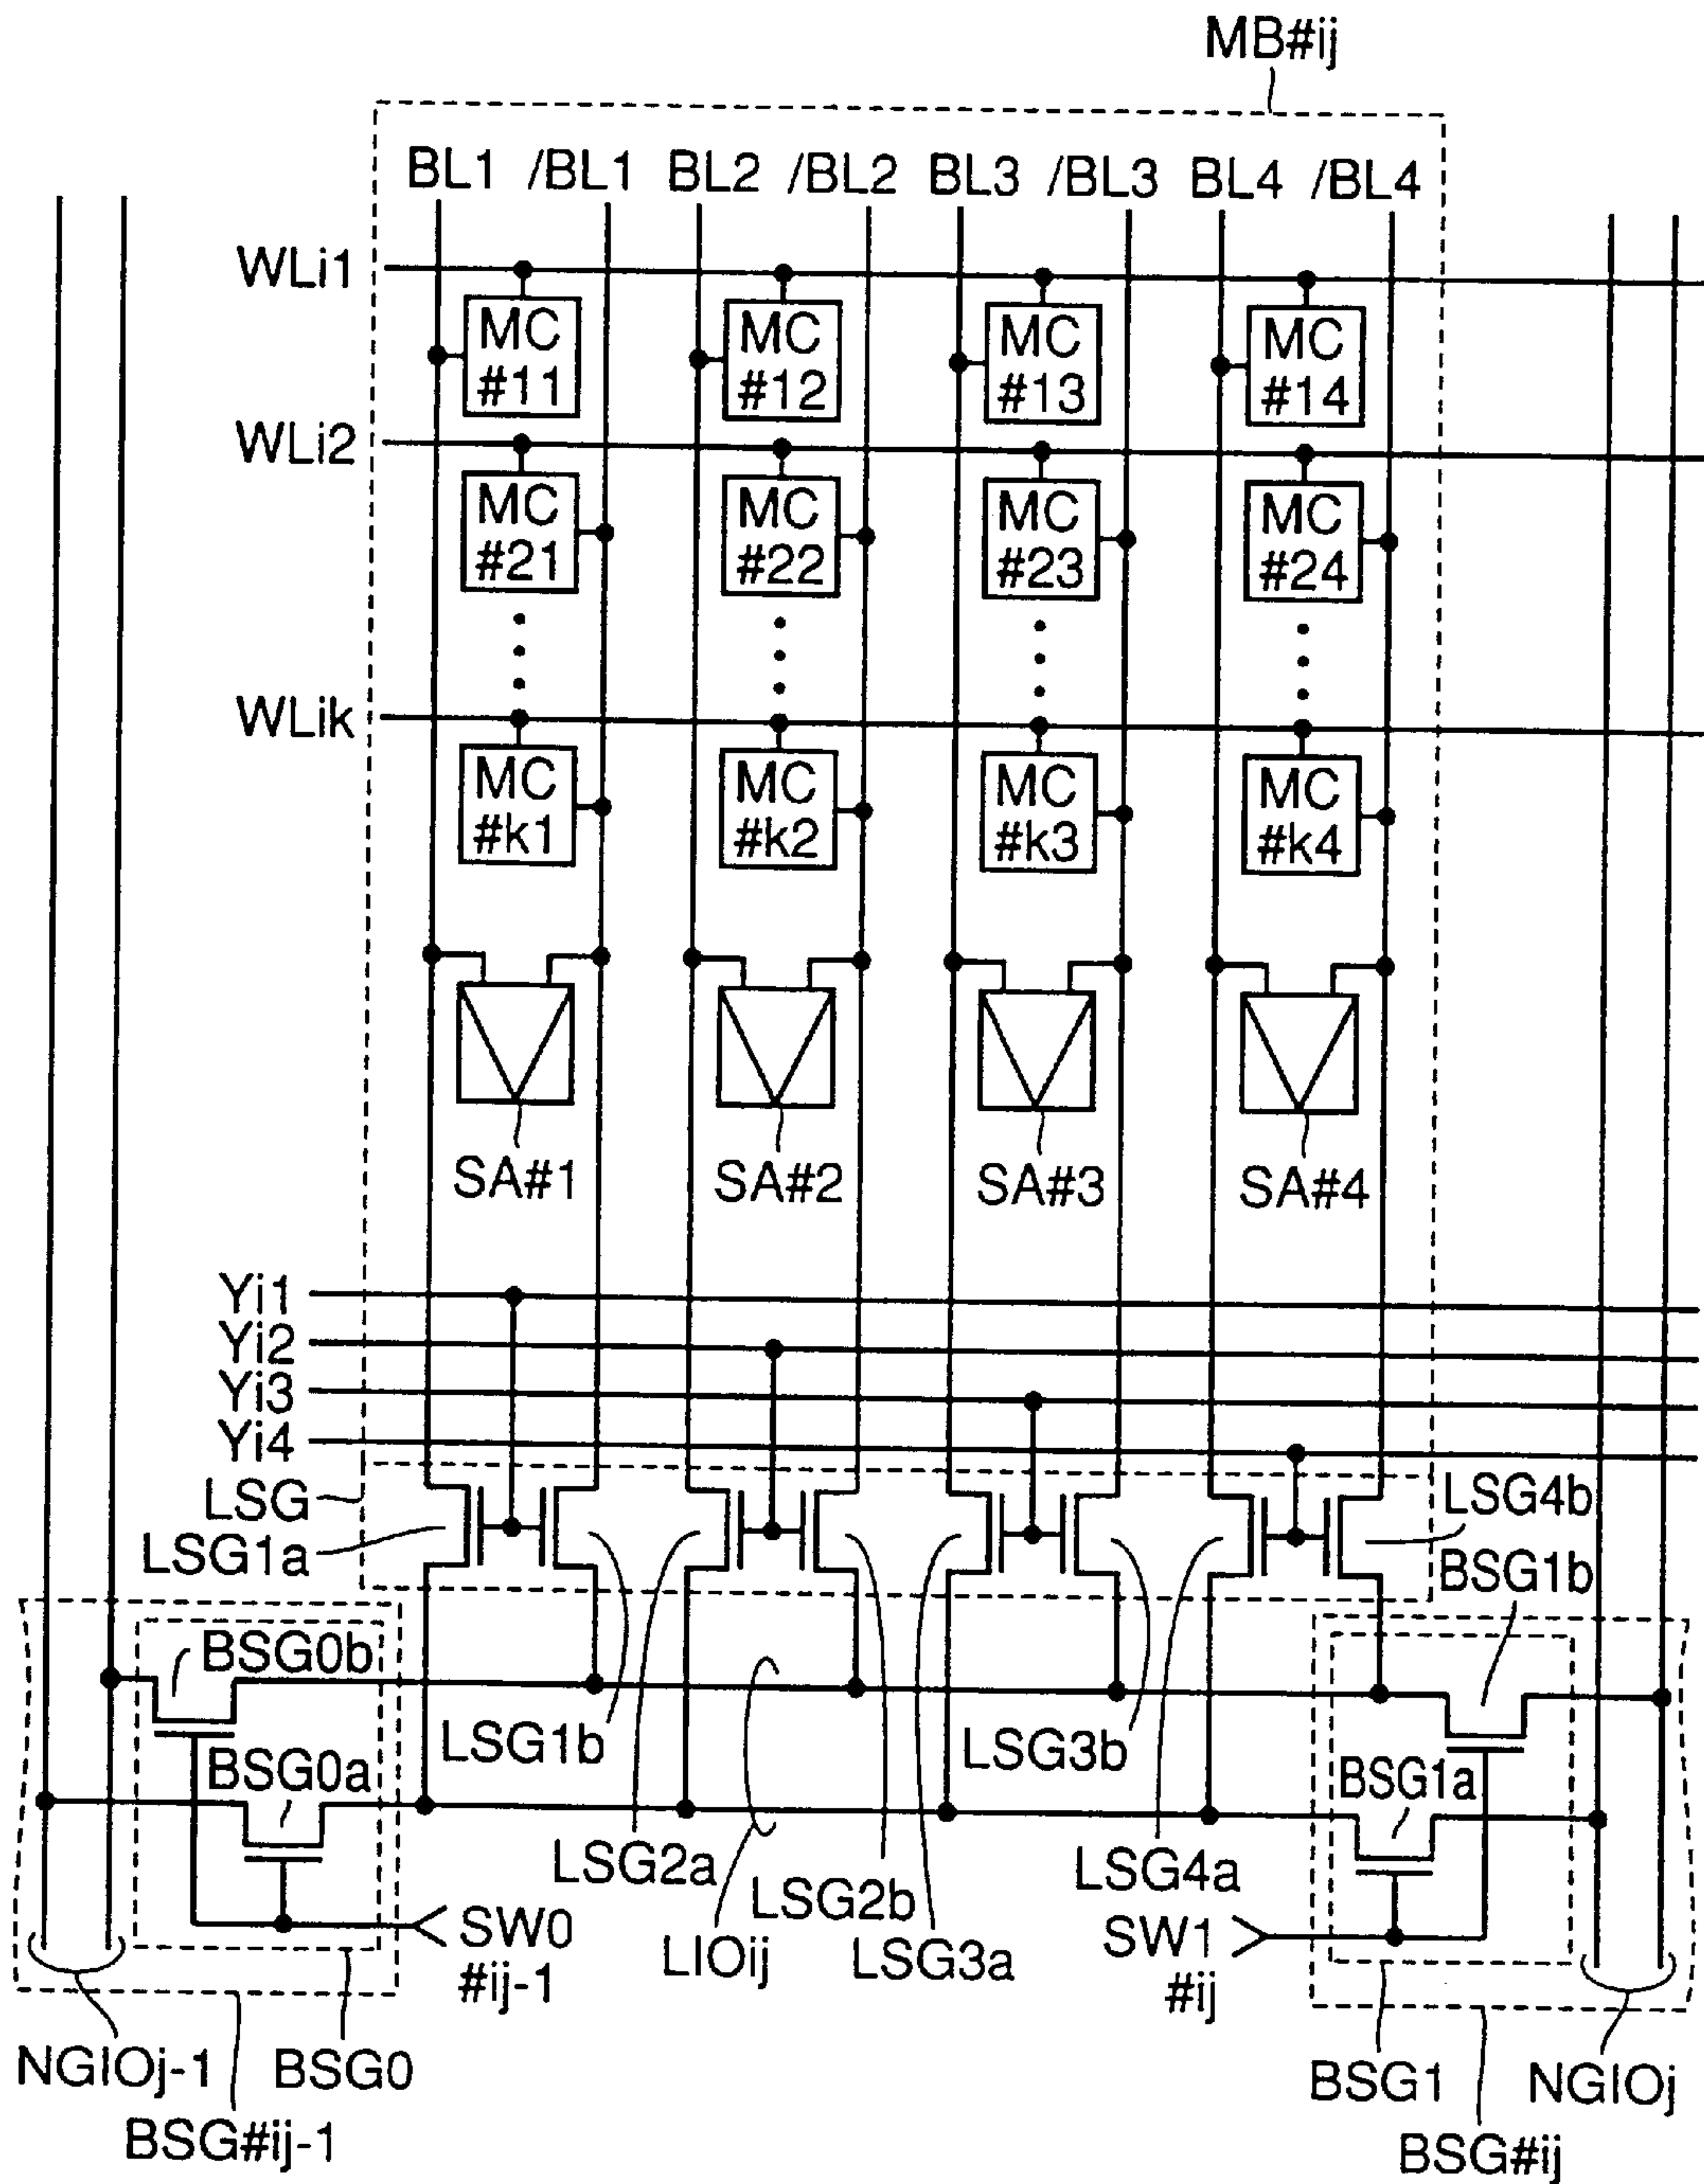 MB#ij
BL1 /BL1 BL2 /BL2 BL3 /BL3 BL4 /BL4
WLi1
MC #11
MC #12
MC #13
MC #14
WLi2
MC #21
MC #22
MC #23
MC #24
WLik
MC #k1
MC #k2
MC #k3
MC #k4
SA#1 SA#2 SA#3 SA#4
Yi1
Yi2
Yi3
Yi4
LSG
LSG1a
LSG4b
BSG1b
BSG0b
LSG1b
LSG3b
BSG0a
BSG1a
LSG2a
LSG2b
LSG4a
SW0
#ij-1
LIOij
LSG3a
SW1
#ij
NGIOj-1
BSG0
BSG1
NGIOj
BSG#ij-1
BSG#ij